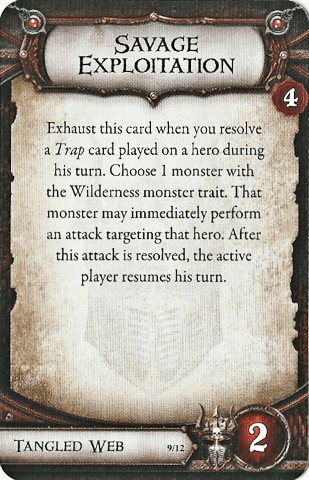 SAVAGE
EXPLOITATION
4
Exhaust this card when you resolve
a Trap card played on a hero during
his turn. Choose 1 monster with
the Wilderness monster trait. That
monster may immediately perform
an attack targeting that hero. After
this attack is resolved, the active
player resumes his turn.
TANGLED WEB 9/12 2